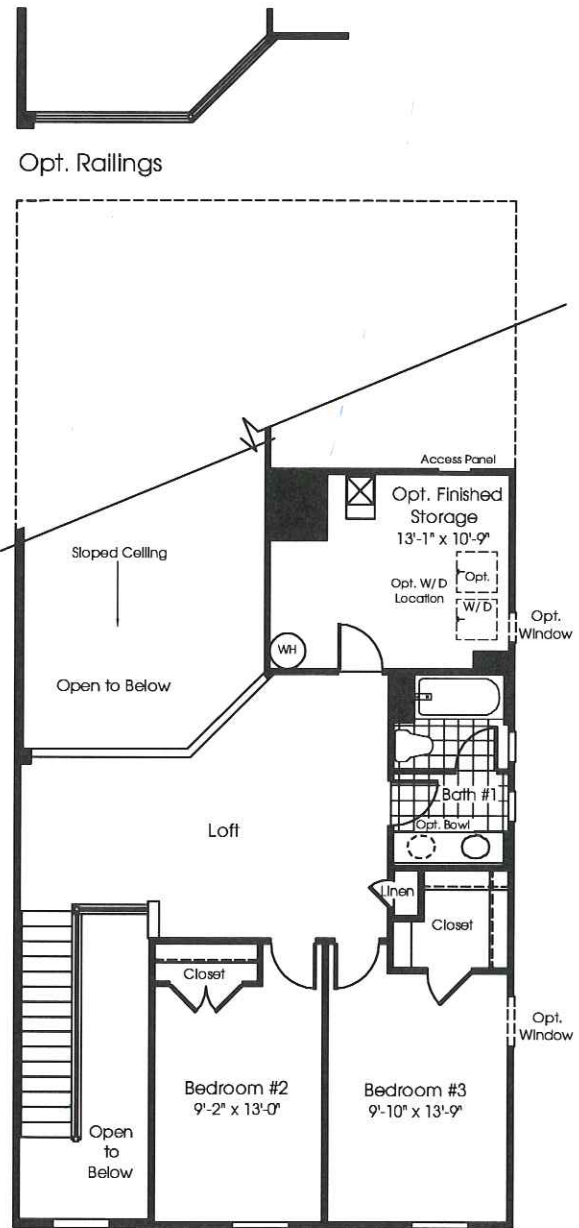 Opt. Railings
Access Panel
Opt. Finished
Storage
13'-1" x 10'-9"
Sloped Ceiling
Opt. W/D
Location
Opt.
W/D
Opt.
Window
WH
Open to Below
Bath #1
Opt. Bowl
Loft
Linen
Closet
Closet
Opt.
Window
Bedroom #2
9'-2" x 13'-0"
Bedroom #3
9'-10" x 13'-9"
Open
to
Below